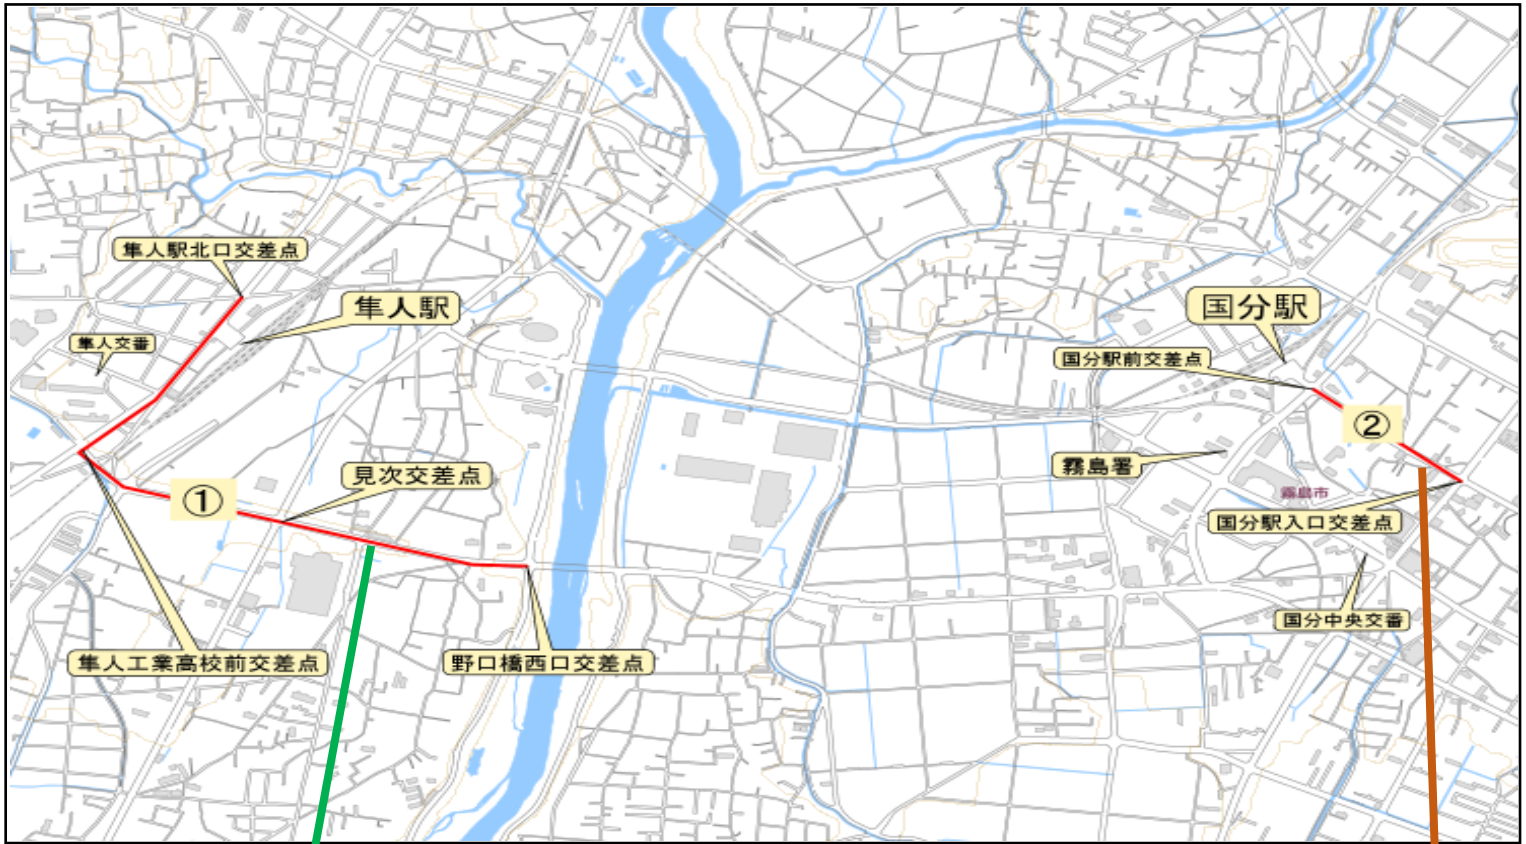 隼人駅北口交差点
隼人駅
隼人交番
国分駅
国分駅前交差点
②
霧島署
見次交差点
①
霧島市
国分駅入口交差点
国分中央交番
隼人工業高校前交差点
野口橋西口交差点